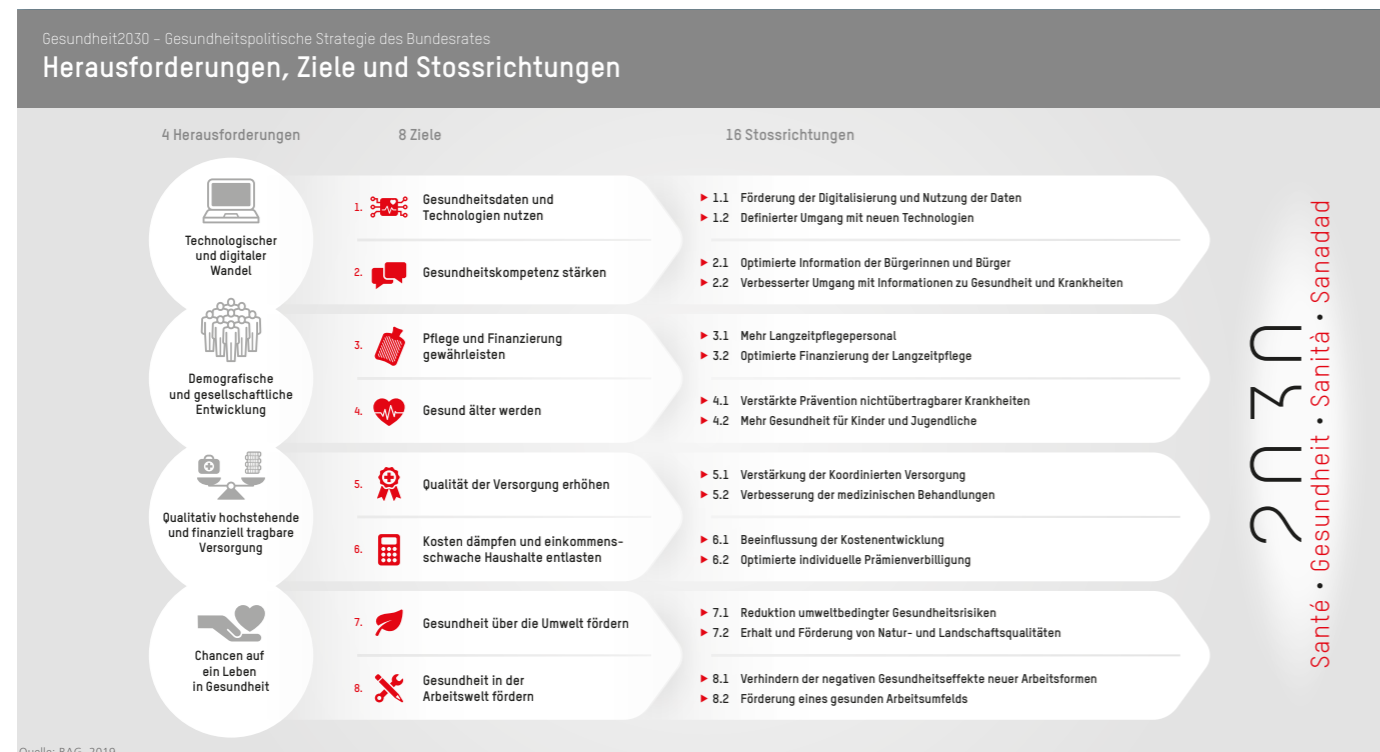 Gesundheit2030 – Gesundheitspolitische Strategie des Bundesrates
Herausforderungen, Ziele und Stossrichtungen
4 Herausforderungen
8 Ziele
16 Stossrichtungen
Technologischer
und digitaler
Wandel
1. Gesundheitsdaten und
Technologien nutzen
▶ 1.1 Förderung der Digitalisierung und Nutzung der Daten
▶ 1.2 Definierter Umgang mit neuen Technologien
2. Gesundheitskompetenz stärken
▶ 2.1 Optimierte Information der Bürgerinnen und Bürger
▶ 2.2 Verbesserter Umgang mit Informationen zu Gesundheit und Krankheiten
Demografische
und gesellschaftliche
Entwicklung
3. Pflege und Finanzierung
gewährleisten
▶ 3.1 Mehr Langzeitpflegepersonal
▶ 3.2 Optimierte Finanzierung der Langzeitpflege
4. Gesund älter werden
▶ 4.1 Verstärkte Prävention nichtübertragbarer Krankheiten
▶ 4.2 Mehr Gesundheit für Kinder und Jugendliche
Qualitativ hochstehende
und finanziell tragbare
Versorgung
5. Qualität der Versorgung erhöhen
▶ 5.1 Verstärkung der Koordinierten Versorgung
▶ 5.2 Verbesserung der medizinischen Behandlungen
6. Kosten dämpfen und einkommens-
schwache Haushalte entlasten
▶ 6.1 Beeinflussung der Kostenentwicklung
▶ 6.2 Optimierte individuelle Prämienverbilligung
Chancen auf
ein Leben
in Gesundheit
7. Gesundheit über die Umwelt fördern
▶ 7.1 Reduktion umweltbedingter Gesundheitsrisiken
▶ 7.2 Erhalt und Förderung von Natur- und Landschaftsqualitäten
8. Gesundheit in der
Arbeitswelt fördern
▶ 8.1 Verhindern der negativen Gesundheitseffekte neuer Arbeitsformen
▶ 8.2 Förderung eines gesunden Arbeitsumfelds
2030
Santé • Gesundheit • Sanità • Sanadad
Quelle: BAG, 2019